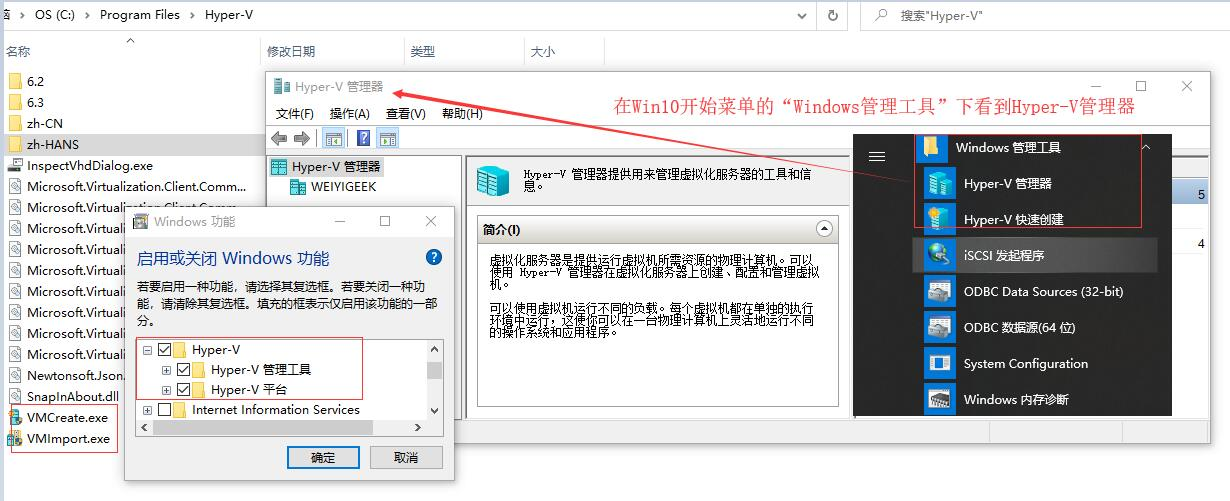 脑 › OS (C:) › Program Files › Hyper-V
搜索"Hyper-V"
名称 修改日期 类型 大小
6.2
6.3
zh-CN
zh-HANS
InspectVhdDialog.exe
Microsoft.Virtualization.Client.Comm...
Microsoft.Virtualization.Client.Comm...
Microsoft.V
Microsoft.V
Microsoft.V
Microsoft.V
Microsoft.V
Microsoft.Virtuali
Microsoft.Virtuali
Newtonsoft.Json.
SnapInAbout.dll
VMCreate.exe
VMImport.exe
Hyper-V 管理器
文件(F) 操作(A) 查看(V) 帮助(H)
Hyper-V 管理器
WEIYIGEEK
Hyper-V 管理器提供用来管理虚拟化服务器的工具和信
息。
简介(I)
虚拟化服务器是提供运行虚拟机所需资源的物理计算机。可以
使用 Hyper-V 管理器在虚拟化服务器上创建、配置和管理虚拟
机。
可以使用虚拟机运行不同的负载。每个虚拟机都在单独的执行
环境中运行；这使你可以在一台物理计算机上灵活地运行不同
的操作系统和应用程序。
5
4
在Win10开始菜单的“Windows管理工具”下看到Hyper-V管理器
Windows 管理工具
Hyper-V 管理器
Hyper-V 快速创建
iSCSI 发起程序
ODBC Data Sources (32-bit)
ODBC 数据源(64 位)
System Configuration
Windows 内存诊断
Windows 功能
启用或关闭 Windows 功能
若要启用一种功能，请选择其复选框。若要关闭一种功
能，请清除其复选框。填充的框表示仅启用该功能的一部
分。
Hyper-V
Hyper-V 管理工具
Hyper-V 平台
Internet Information Services
确定 取消